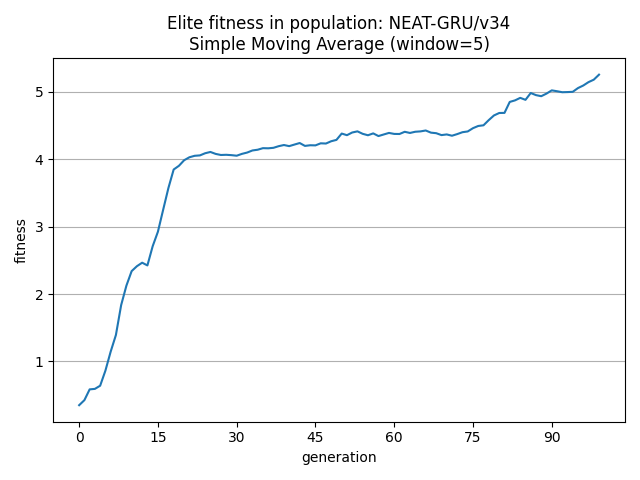 Elite fitness in population: NEAT-GRU/v34
Simple Moving Average (window=5)
fitness
5
4
3
2
1
0 15 30 45 60 75 90
generation